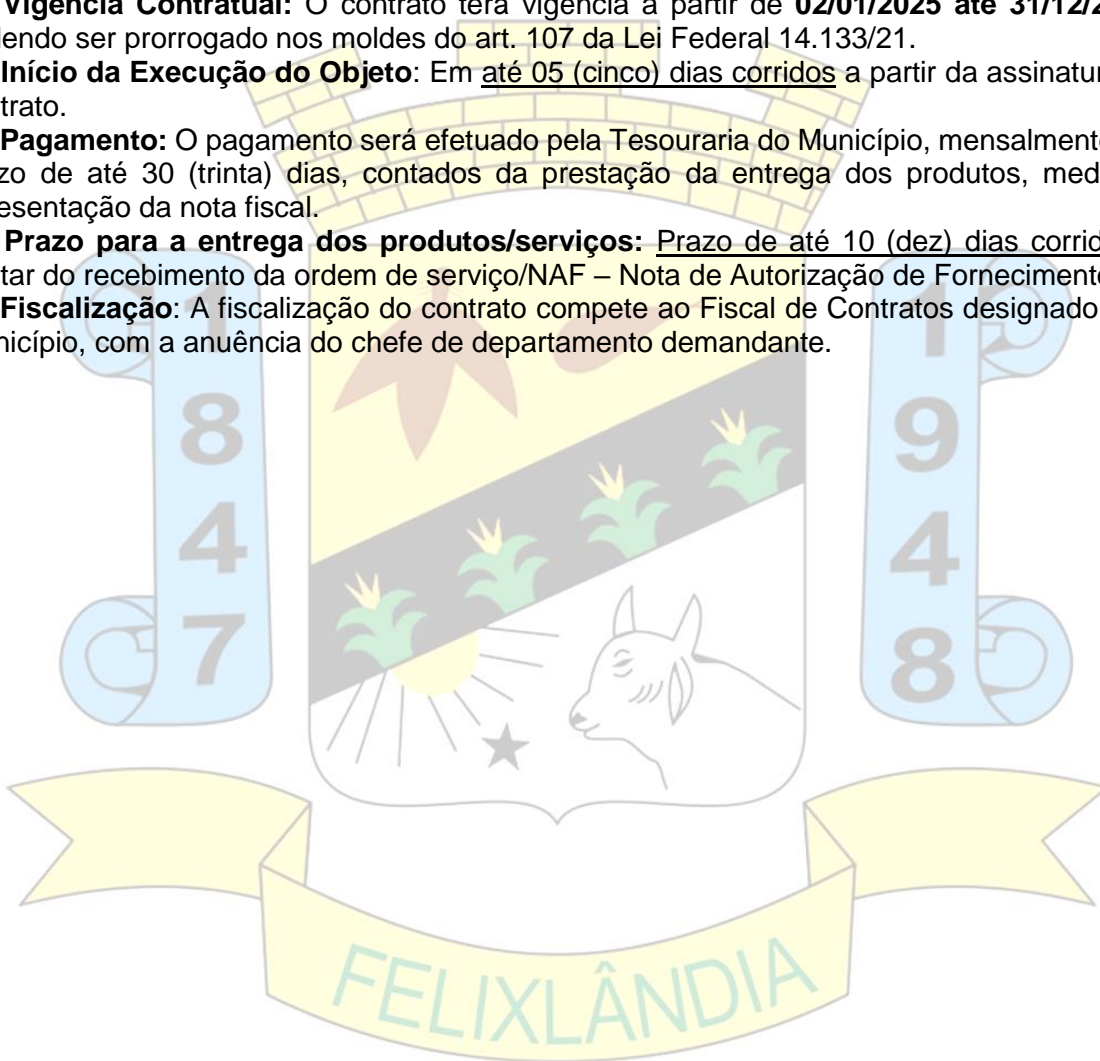 Vigência Contratual: O contrato terá vigência a partir de 02/01/2025 até 31/12/2
dendo ser prorrogado nos moldes do art. 107 da Lei Federal 14.133/21.
Início da Execução do Objeto: Em até 05 (cinco) dias corridos a partir da assinatur
trato.
Pagamento: O pagamento será efetuado pela Tesouraria do Município, mensalmente
zo de até 30 (trinta) dias, contados da prestação da entrega dos produtos, med
esentação da nota fiscal.
Prazo para a entrega dos produtos/serviços: Prazo de até 10 (dez) dias corrid
tar do recebimento da ordem de serviço/NAF – Nota de Autorização de Fornecimento
Fiscalização: A fiscalização do contrato compete ao Fiscal de Contratos designado
nicípio, com a anuência do chefe de departamento demandante.
1847
1948
FELIXLÂNDIA